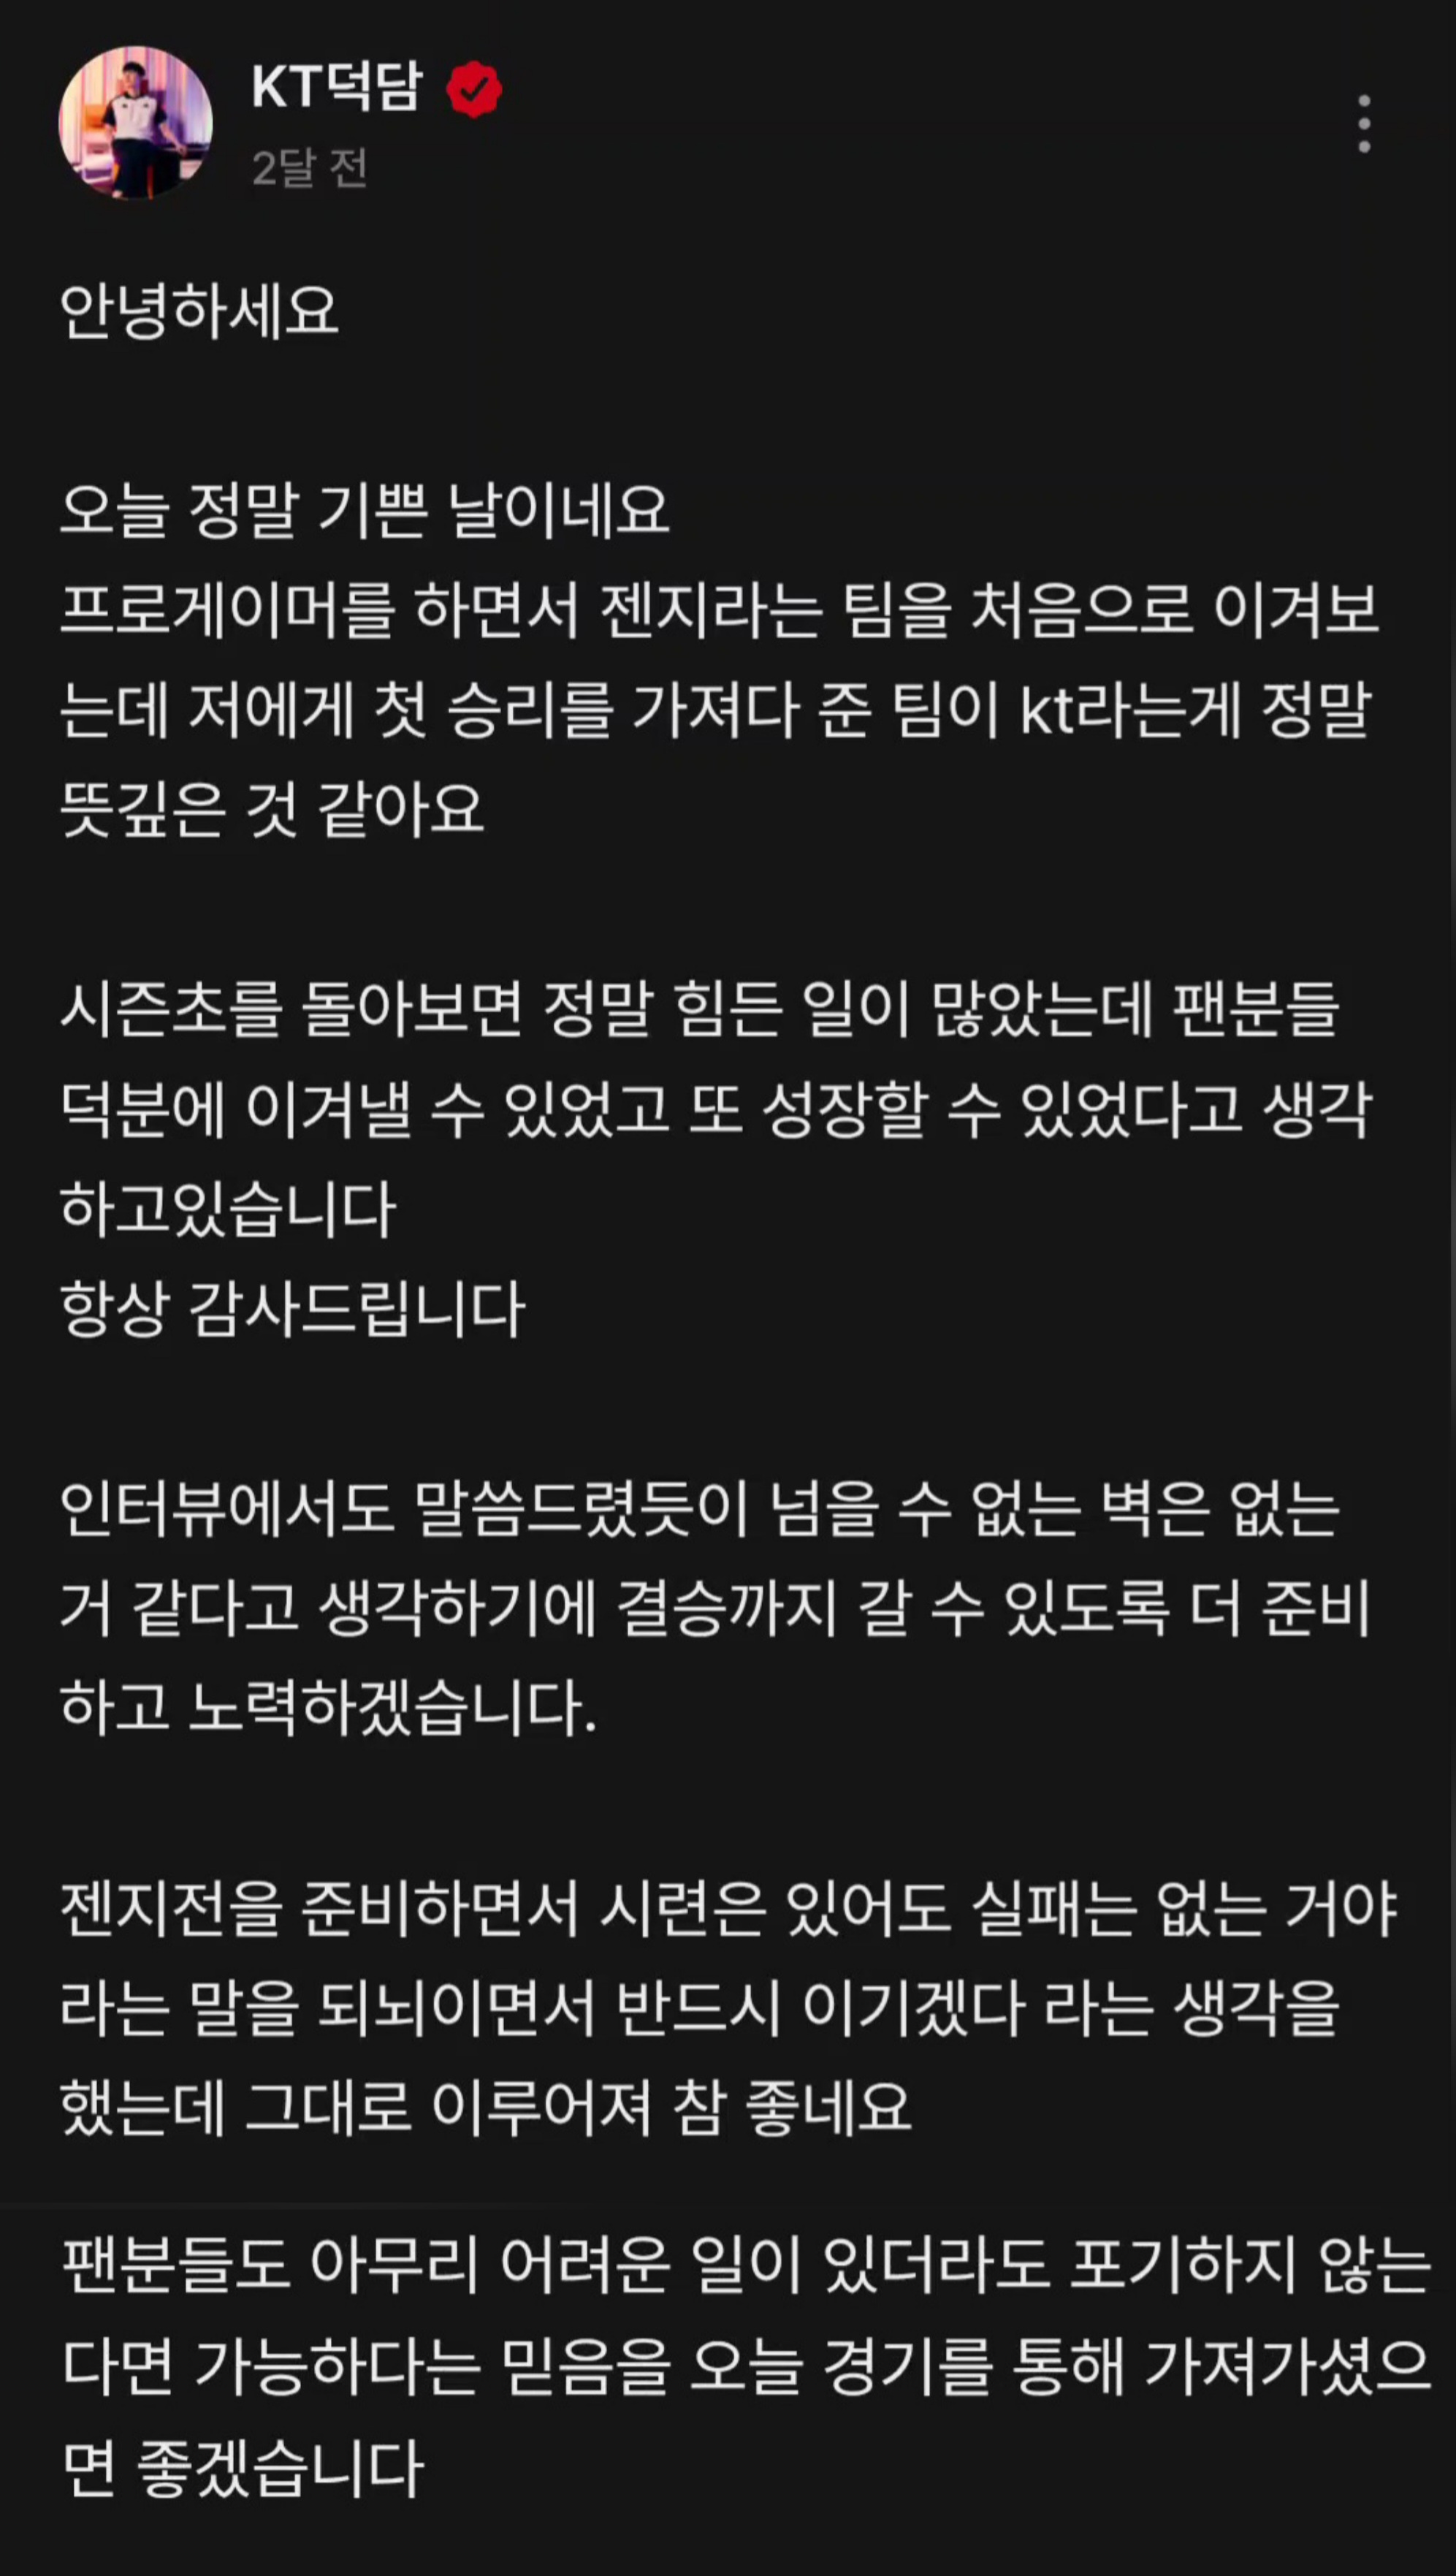 KT덕담
2달 전
안녕하세요
오늘 정말 기쁜 날이네요
프로게이머를 하면서 젠지라는 팀을 처음으로 이겨보
는데 저에게 첫 승리를 가져다 준 팀이 kt라는게 정말
뜻깊은 것 같아요
시즌초를 돌아보면 정말 힘든 일이 많았는데 팬분들
덕분에 이겨낼 수 있었고 또 성장할 수 있었다고 생각
하고있습니다
항상 감사드립니다
인터뷰에서도 말씀드렸듯이 넘을 수 없는 벽은 없는
거 같다고 생각하기에 결승까지 갈 수 있도록 더 준비
하고 노력하겠습니다.
젠지전을 준비하면서 시련은 있어도 실패는 없는 거야
라는 말을 되뇌이면서 반드시 이기겠다 라는 생각을
했는데 그대로 이루어져 참 좋네요
팬분들도 아무리 어려운 일이 있더라도 포기하지 않는
다면 가능하다는 믿음을 오늘 경기를 통해 가져가셨으
면 좋겠습니다